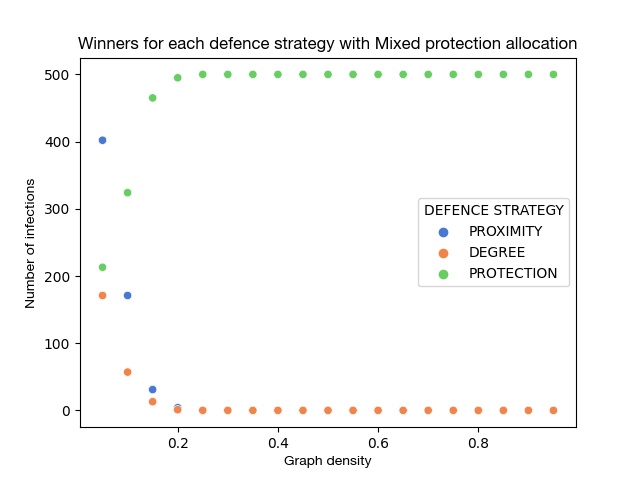 Winners for each defence strategy with Mixed protection allocation
500
400
300
200
100
0
Number of infections
DEFENCE STRATEGY
PROXIMITY
DEGREE
PROTECTION
0.2
0.4
0.6
0.8
Graph density